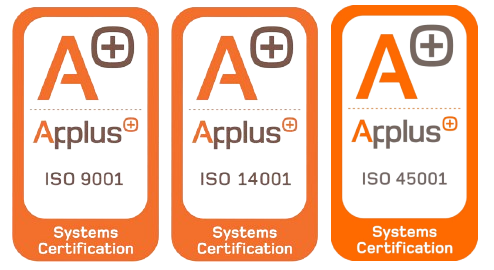 A+
Applus+
ISO 9001
Systems
Certification
A+
Applus+
ISO 14001
Systems
Certification
A+
Applus+
ISO 45001
Systems
Certification